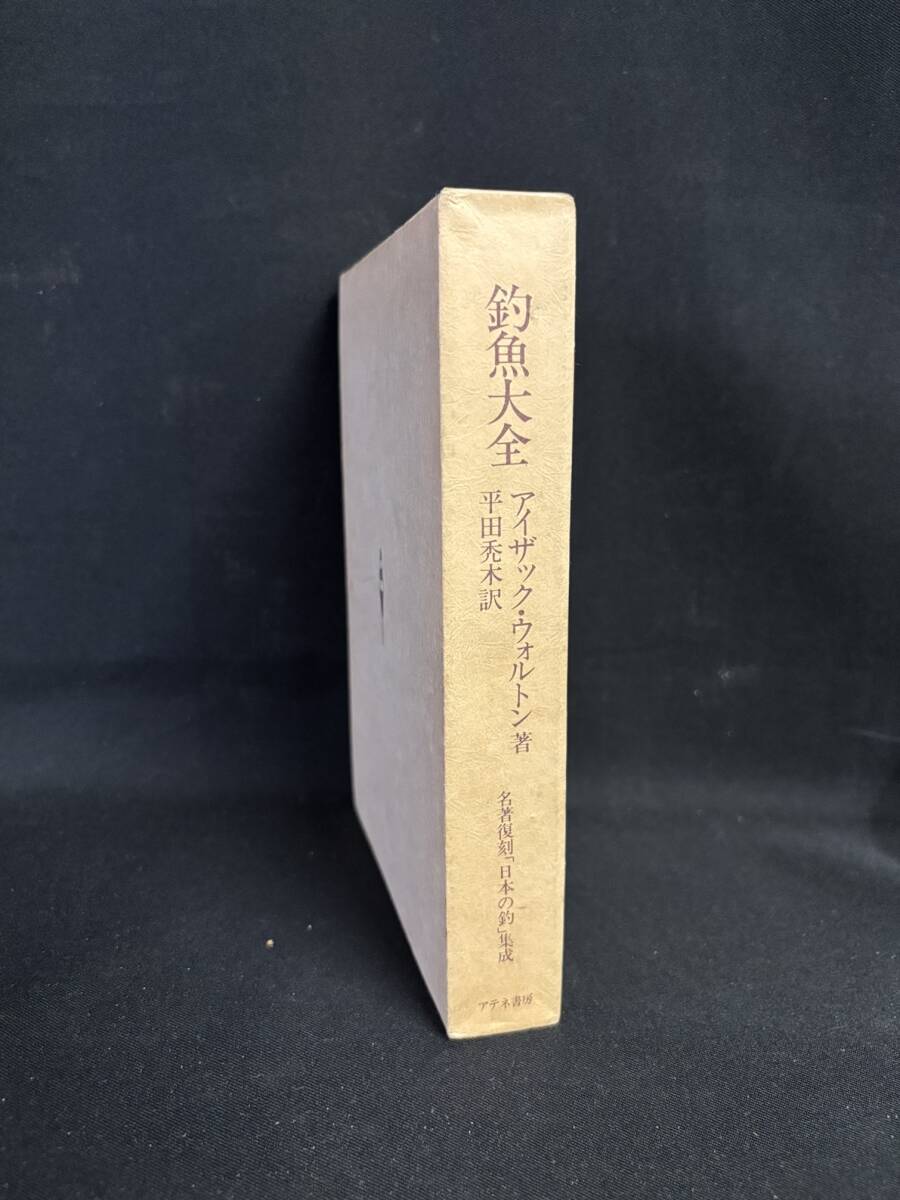 釣魚大全
アイザック・ウォルトン著
平田禿木訳
名著復刻「日本の釣」集成
アテネ書房